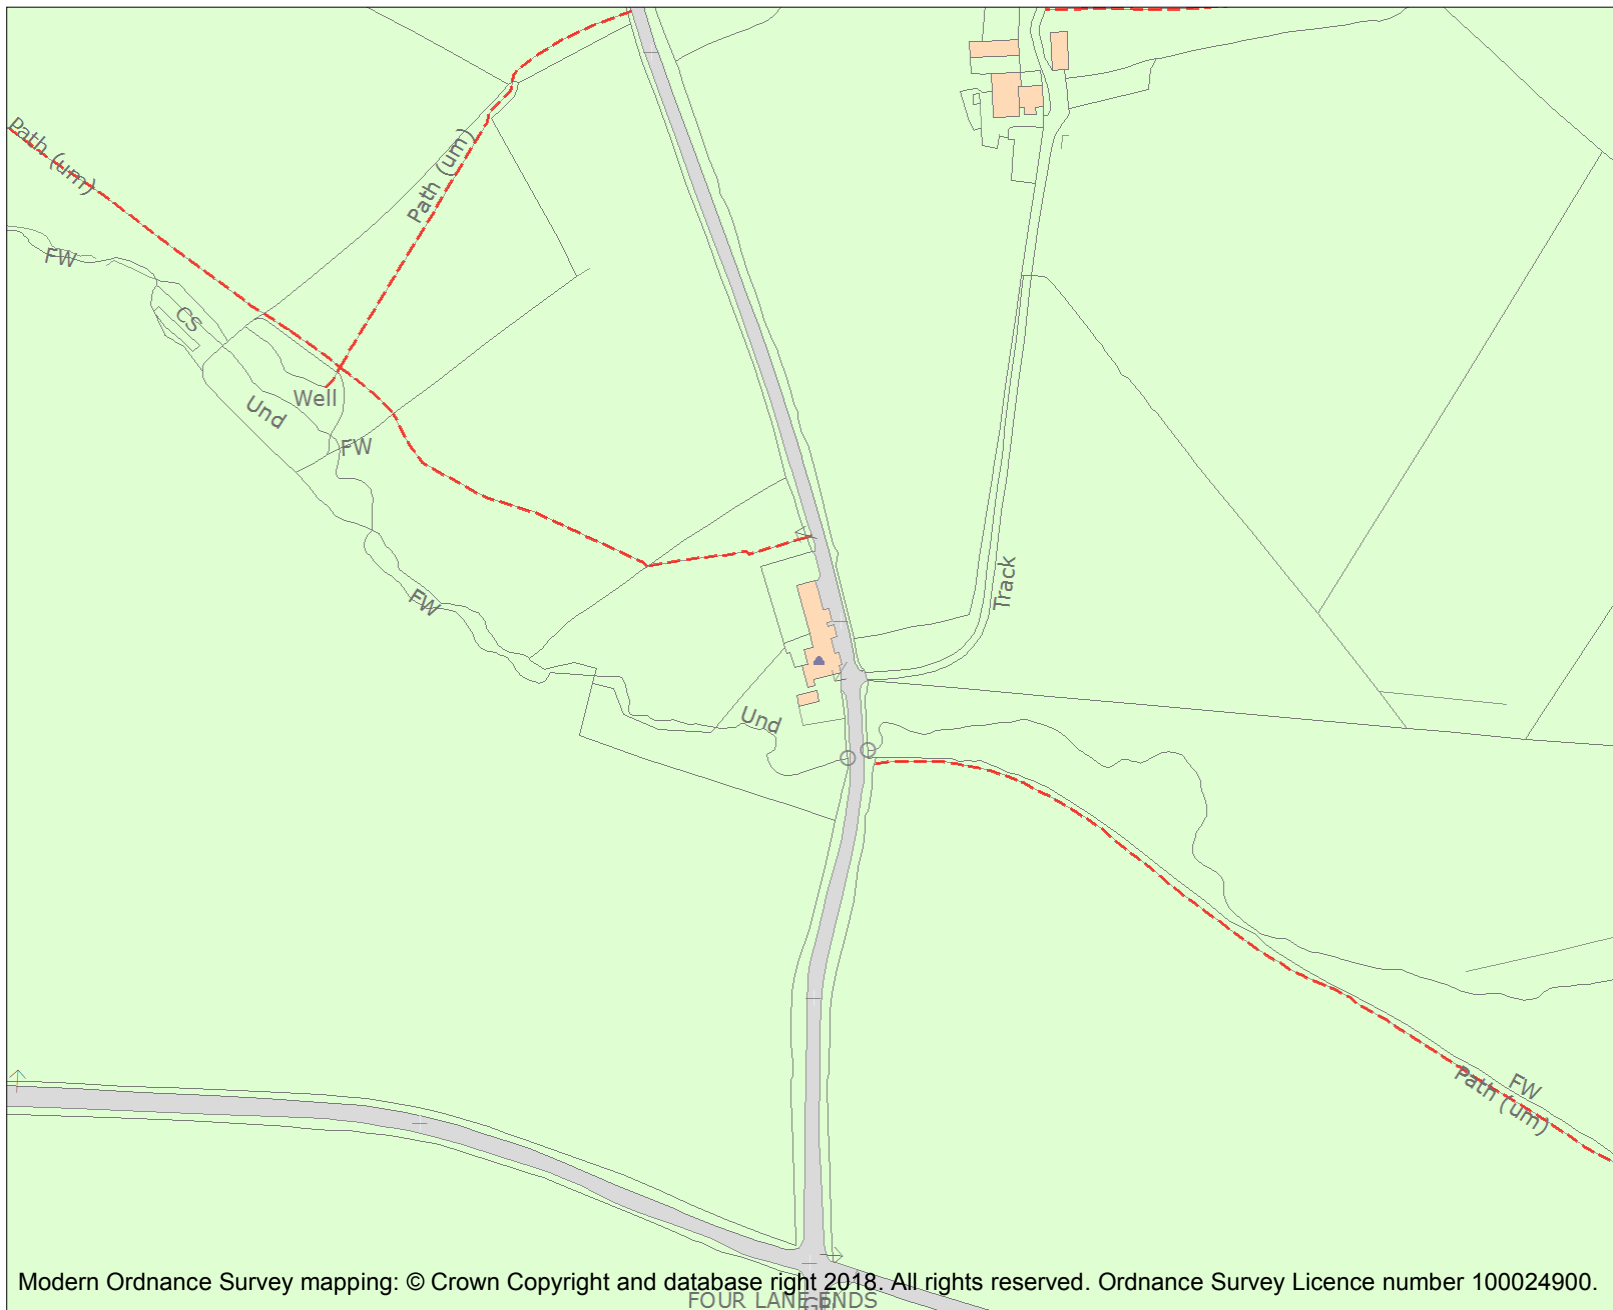 Path (um)
Path (um)
FW
CS
Well
Und
FW
FW
Track
Und
FW
Path (um)
Modern Ordnance Survey mapping: © Crown Copyright and database right 2018. All rights reserved. Ordnance Survey Licence number 100024900.
FOUR LANE ENDS